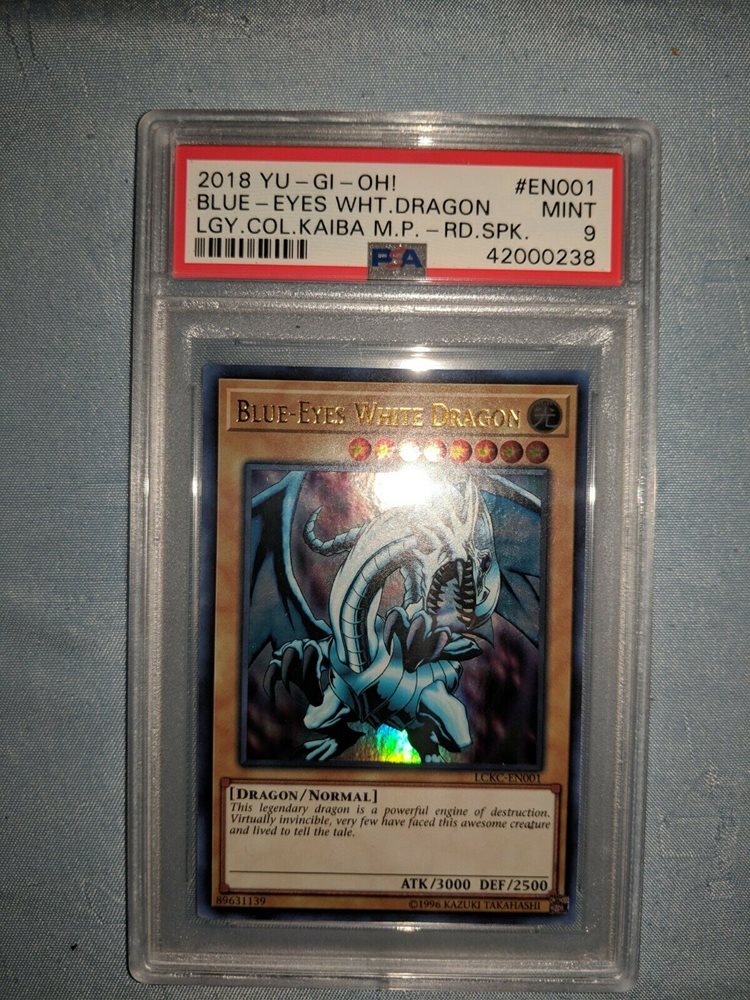 2018 YU-GI-OH! #EN001
BLUE-EYES WHT.DRAGON MINT
LGY.COL.KAIBA M.P.-RD.SPK. 9
PSA 42000238
BLUE-EYES WHITE DRAGON 光
LCKC-EN001
[DRAGON/NORMAL]
This legendary dragon is a powerful engine of destruction.
Virtually invincible, very few have faced this awesome creature
and lived to tell the tale.
ATK/3000 DEF/2500
89631139 ©1996 KAZUKI TAKAHASHI